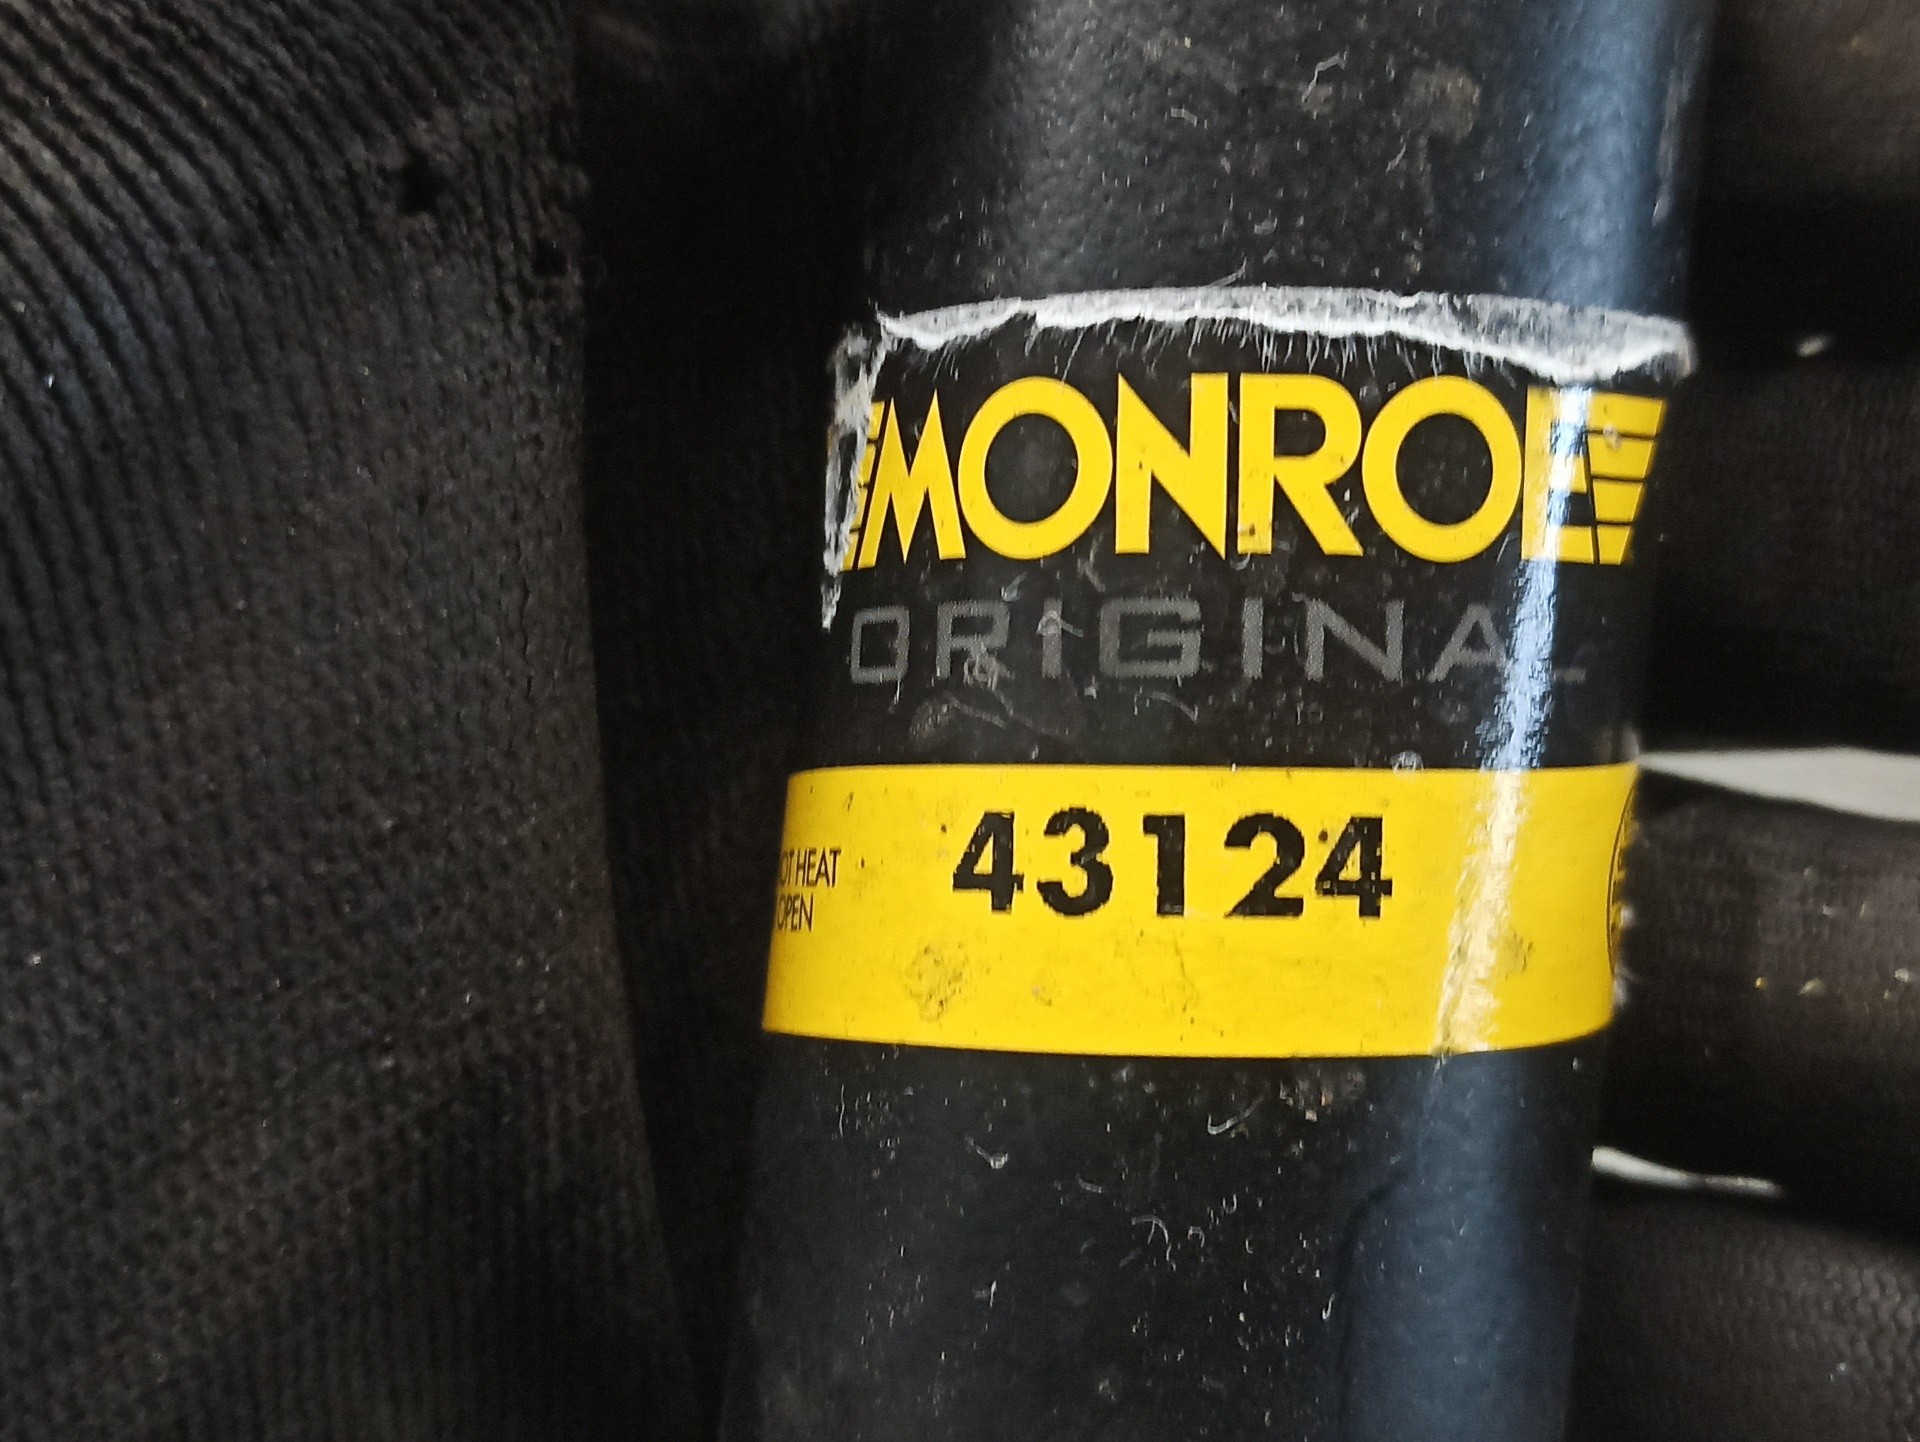 MONROE
ORIGINAL
43124
OT HEAT
OPEN